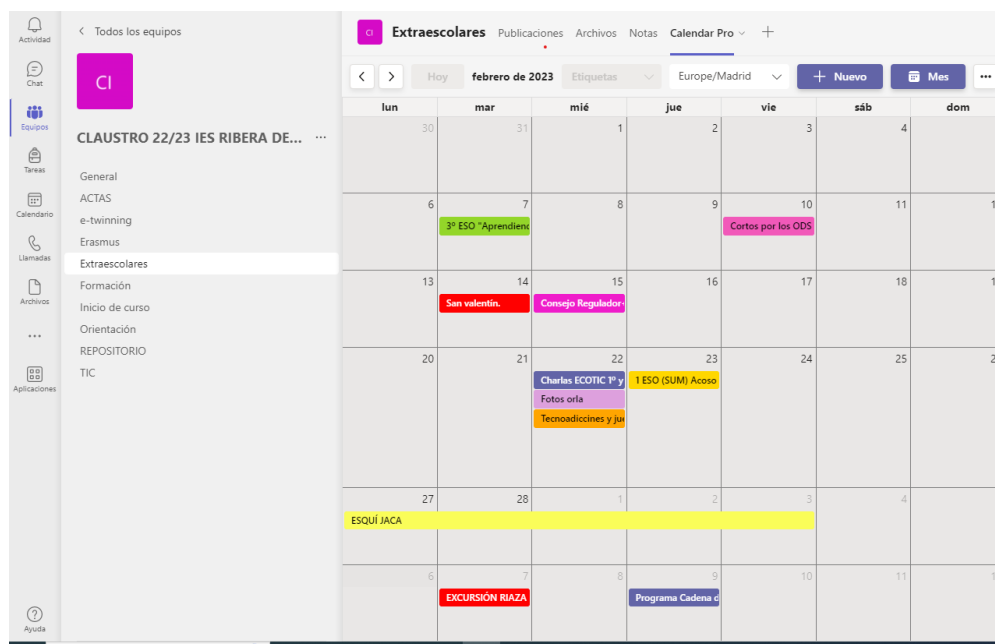 Actividad
Chat
Equipos
Tareas
Calendario
Llamadas
Archivos
Aplicaciones
Ayuda
Todos los equipos
CI
CLAUSTRO 22/23 IES RIBERA DE...
General
ACTAS
e-twinning
Erasmus
Extraescolares
Formación
Inicio de curso
Orientación
REPOSITORIO
TIC
CI Extraescolares Publicaciones Archivos Notas Calendar Pro
Hoy febrero de 2023 Etiquetas Europe/Madrid + Nuevo Mes ...
lun mar mié jue vie sáb dom
30 31 1 2 3 4
6 7 8 9 10 11 1
3º ESO "Aprendienc Cortos por los ODS
13 14 15 16 17 18 1
San valentín. Consejo Regulador
20 21 22 23 24 25 2
Charlas ECOTIC 1º y 1 ESO (SUM) Acoso
Fotos orla
Tecnoadiccines y jue
27 28 1 2 3 4
ESQUÍ JACA
6 7 8 9 10 11 1
EXCURSIÓN RIAZA Programa Cadena d